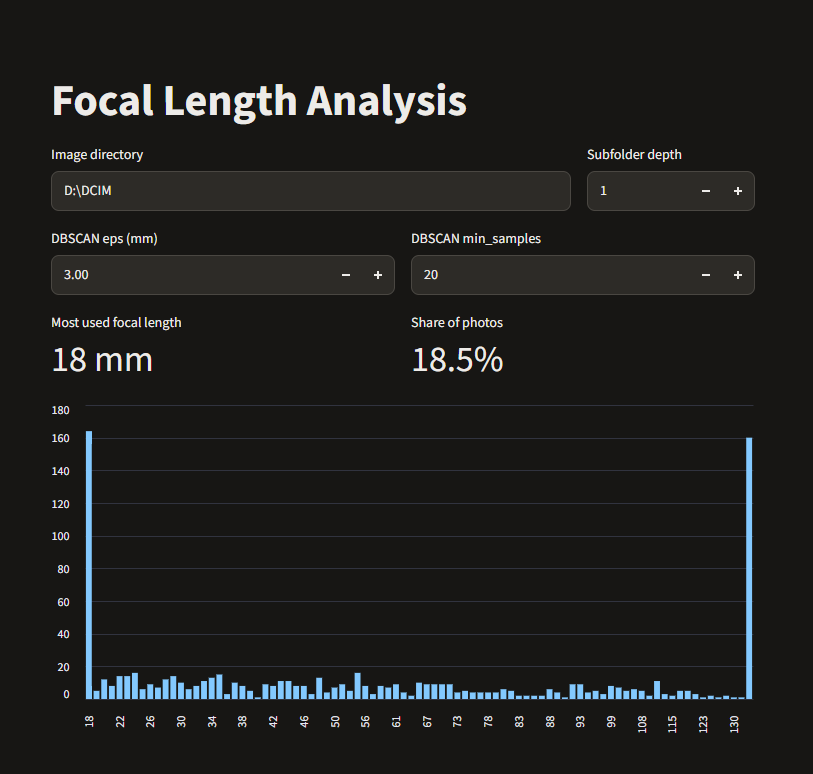 Focal Length Analysis
Image directory Subfolder depth
D:\DCIM 1 − +
DBSCAN eps (mm) DBSCAN min_samples
3.00 − + 20 − +
Most used focal length Share of photos
18 mm 18.5%
180
160
140
120
100
80
60
40
20
0
18 22 26 30 34 38 42 46 50 56 61 67 73 78 83 88 93 99 108 115 123 130